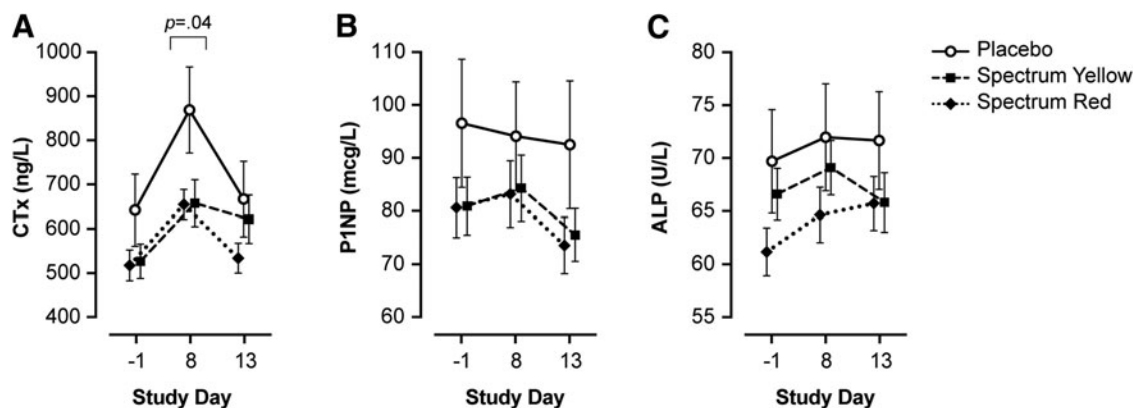 A
p=.04
CTx (ng/L)
1000
900
800
700
600
500
400
-1 8 13
Study Day
B
P1NP (mcg/L)
110
100
90
80
70
60
-1 8 13
Study Day
C
ALP (U/L)
80
75
70
65
60
55
-1 8 13
Study Day
Placebo
Spectrum Yellow
Spectrum Red